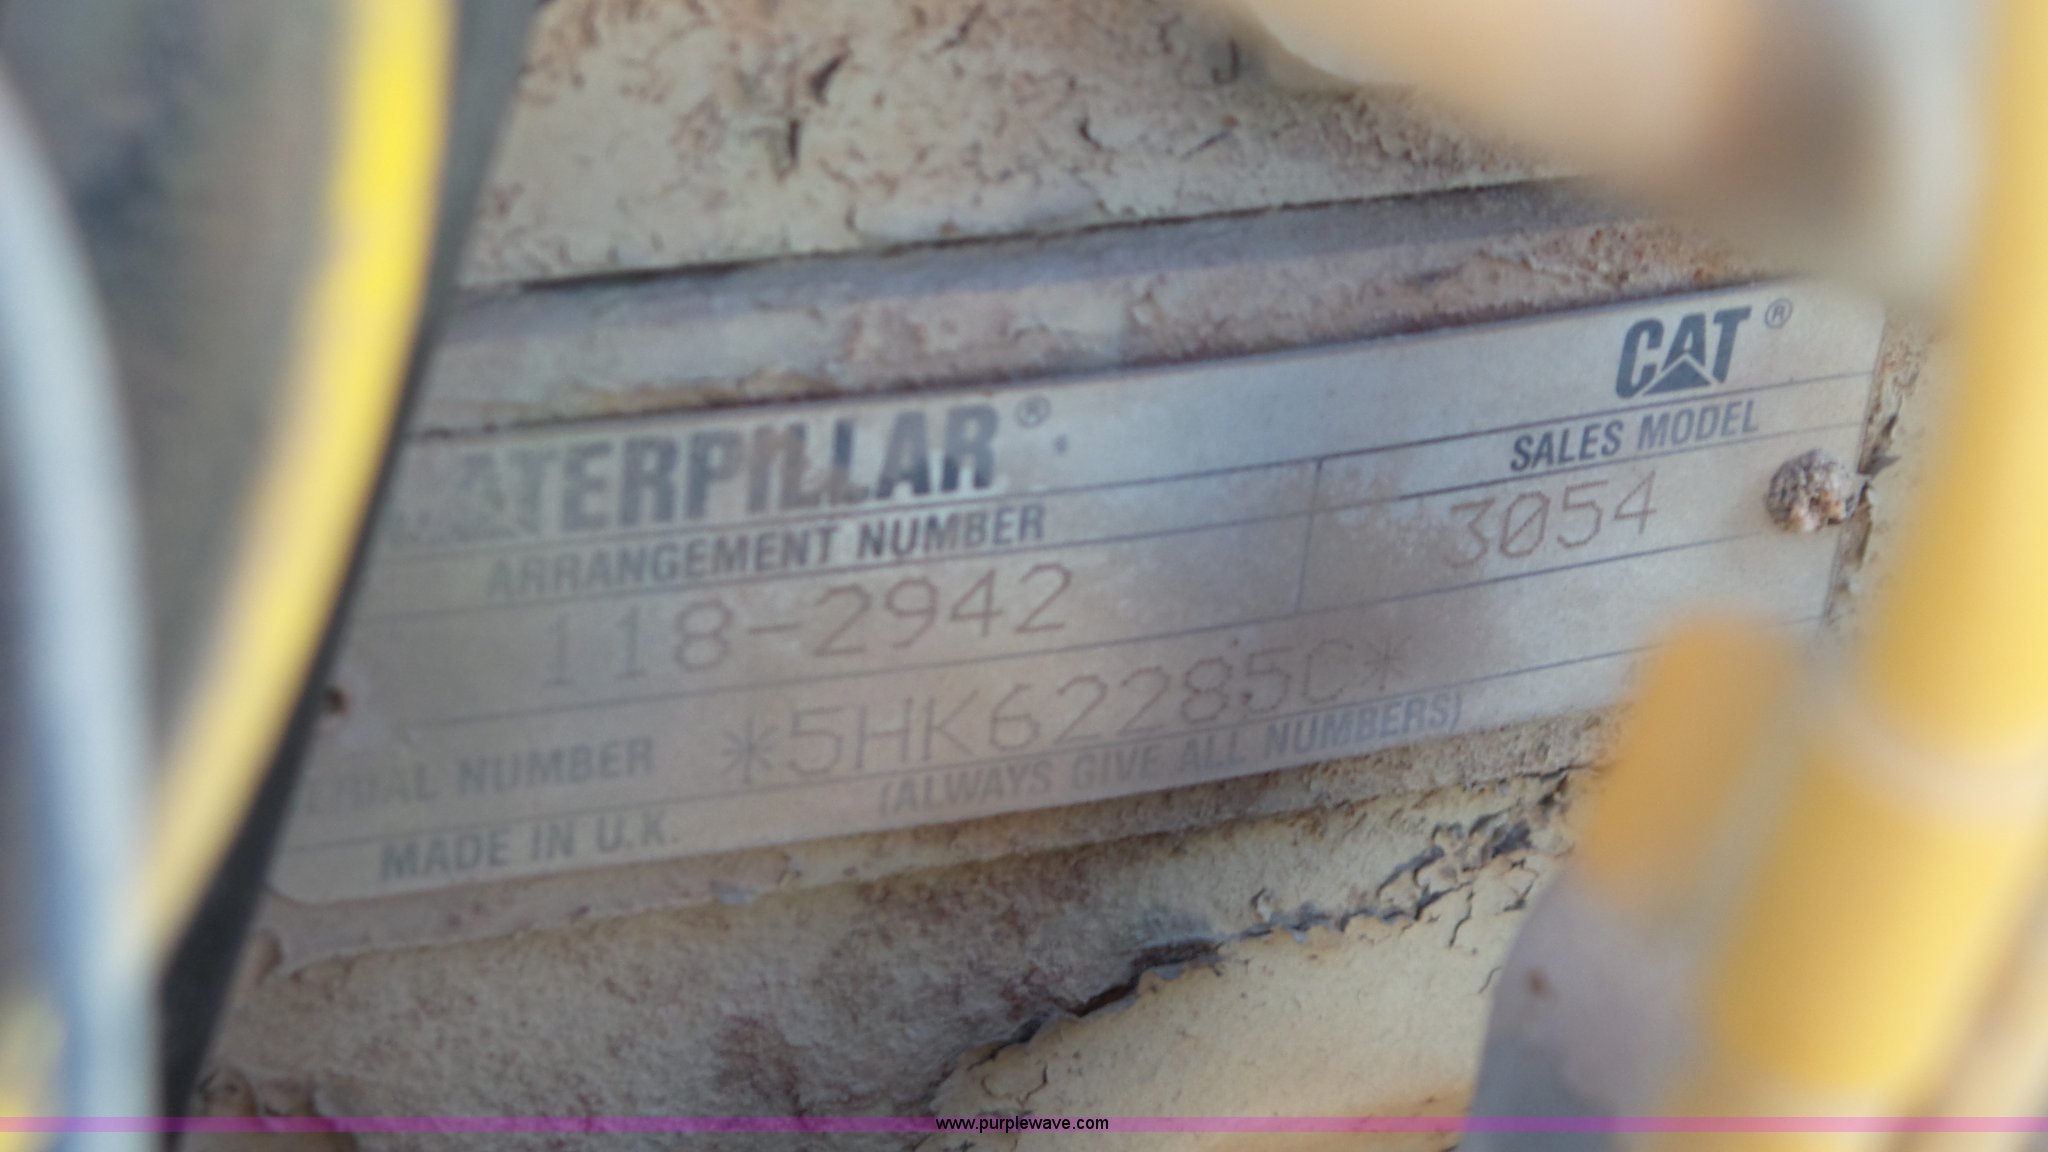 CAT®
CATERPILLAR®
SALES MODEL
ARRANGEMENT NUMBER
3054
118-2942
SERIAL NUMBER *5HK62285C*
(ALWAYS GIVE ALL NUMBERS)
MADE IN U.K.
www.purplewave.com